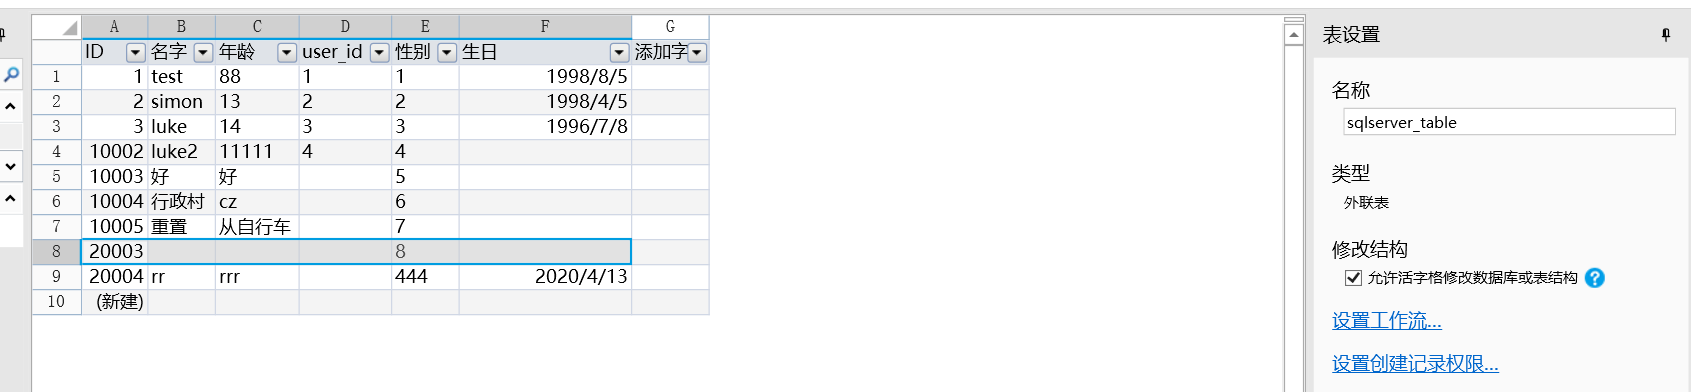 A B C D E F G
ID 名字 年龄 user_id 性别 生日 添加字
1 1 test 88 1 1 1998/8/5
2 2 simon 13 2 2 1998/4/5
3 3 luke 14 3 3 1996/7/8
4 10002 luke2 11111 4 4
5 10003 好 好 5
6 10004 行政村 cz 6
7 10005 重置 从自行车 7
8 20003 8
9 20004 rr rrr 444 2020/4/13
10 (新建)
表设置
名称
sqlserver_table
类型
外联表
修改结构
允许活字格修改数据库或表结构 ?
设置工作流...
设置创建记录权限...